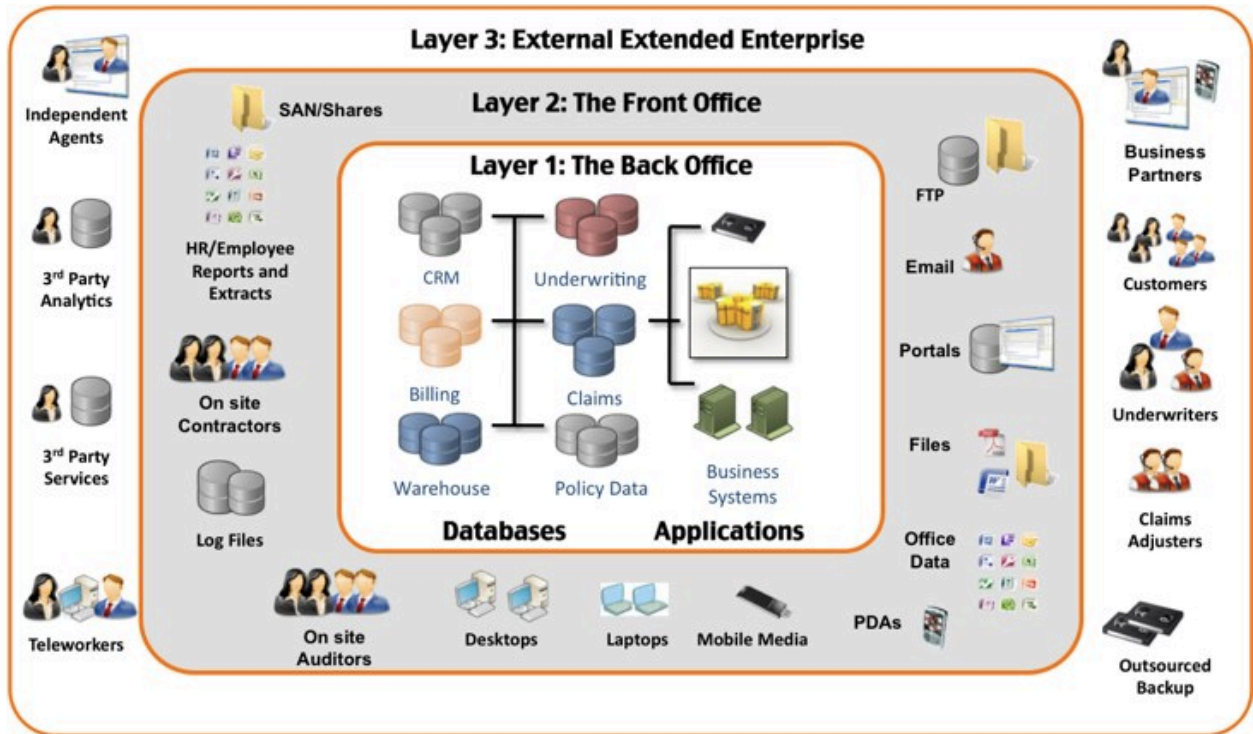 Layer 3: External Extended Enterprise
Independent
Agents
3rd Party
Analytics
3rd Party
Services
Teleworkers
Layer 2: The Front Office
SAN/Shares
HR/Employee
Reports and
Extracts
On site
Contractors
Log Files
On site
Auditors
Desktops
Laptops
Mobile Media
PDAs
Layer 1: The Back Office
CRM
Underwriting
Billing
Claims
Warehouse
Policy Data
Business
Systems
Databases
Applications
FTP
Email
Portals
Files
Office
Data
Business
Partners
Customers
Underwriters
Claims
Adjusters
Outsourced
Backup